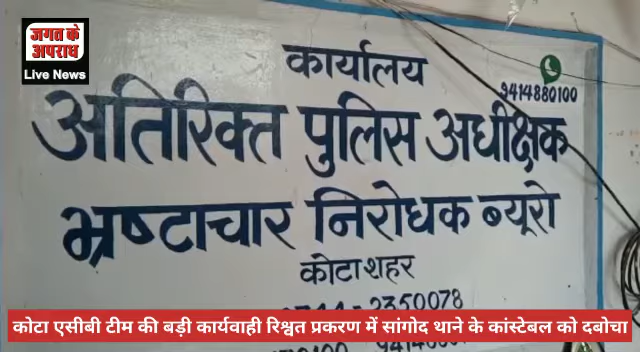 जगत के
अपराध
Live News
कार्यालय
9414880100
अतिरिक्त पुलिस अधीक्षक
भ्रष्टाचार निरोधक ब्यूरो
कोटा शहर
2350078
कोटा एसीबी टीम की बड़ी कार्यवाही रिश्वत प्रकरण में सांगोद थाने के कांस्टेबल को दबोचा